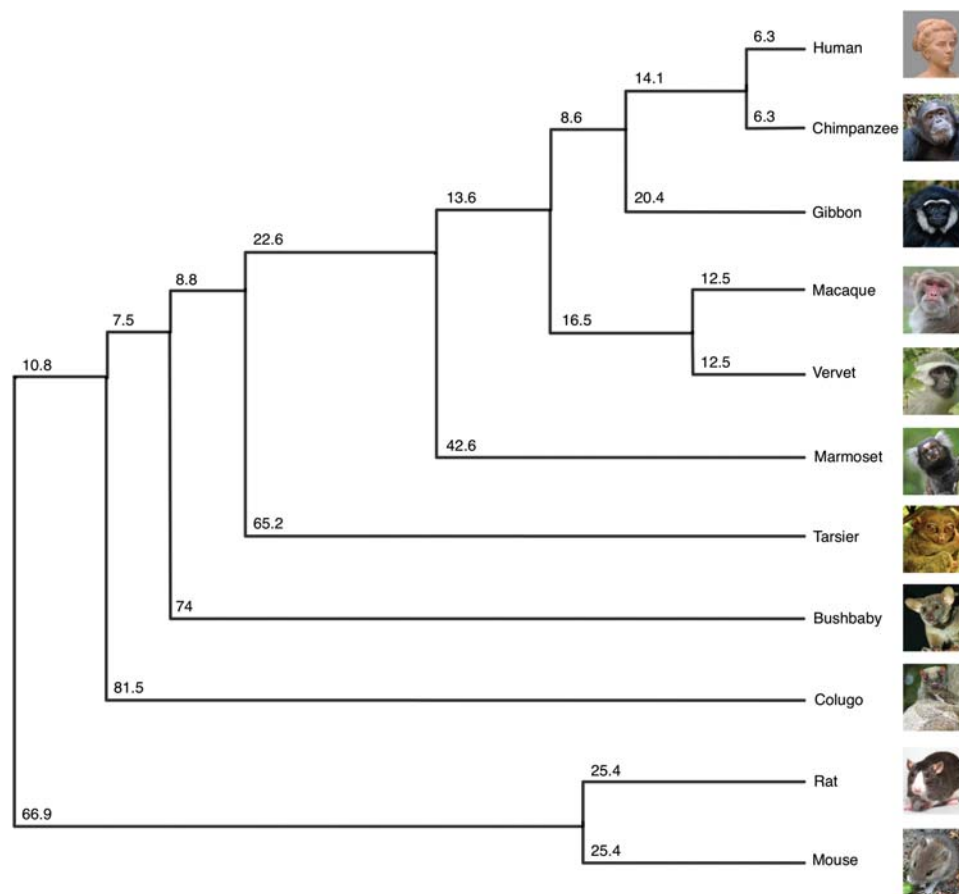 6.3
Human
14.1
8.6
6.3
Chimpanzee
13.6
20.4
Gibbon
22.6
8.8
12.5
Macaque
7.5
16.5
10.8
12.5
Vervet
42.6
Marmoset
65.2
Tarsier
74
Bushbaby
81.5
Colugo
25.4
Rat
66.9
25.4
Mouse